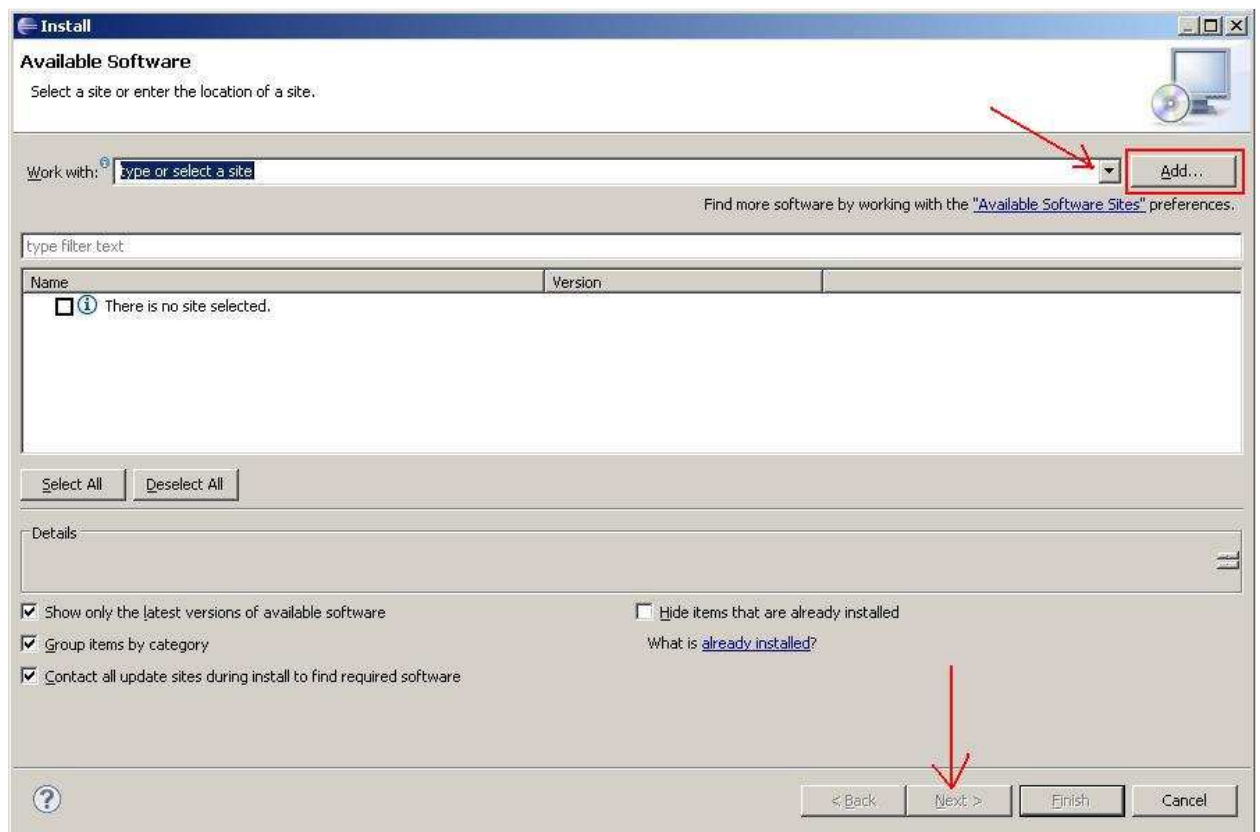 Install
Available Software
Select a site or enter the location of a site.
Work with: type or select a site Add...
Find more software by working with the "Available Software Sites" preferences.
type filter text
Name Version
There is no site selected.
Select All Deselect All
Details
Show only the latest versions of available software Hide items that are already installed
Group items by category What is already installed?
Contact all update sites during install to find required software
< Back Next > Finish Cancel